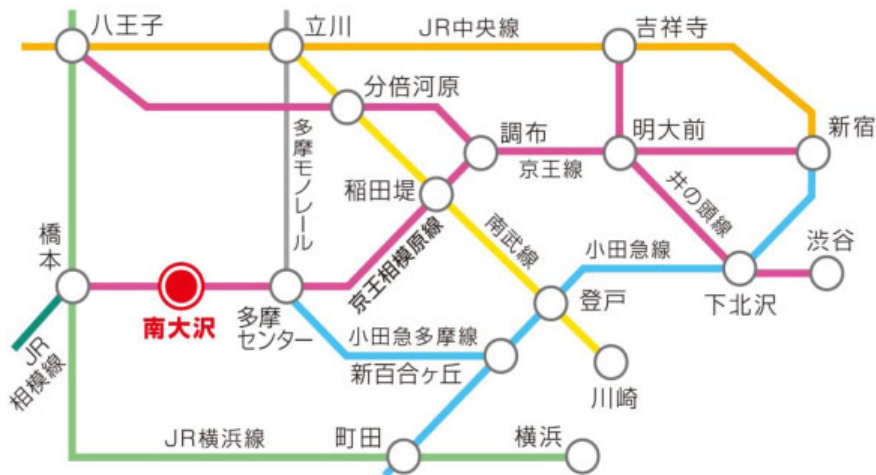 八王子
立川
JR中央線
吉祥寺
分倍河原
新宿
調布
明大前
京王線
多摩モノレール
稲田堤
井の頭線
橋本
京王相模原線
南武線
小田急線
渋谷
南大沢
多摩
センター
登戸
下北沢
JR
相模線
小田急多摩線
新百合ヶ丘
川崎
JR横浜線
町田
横浜